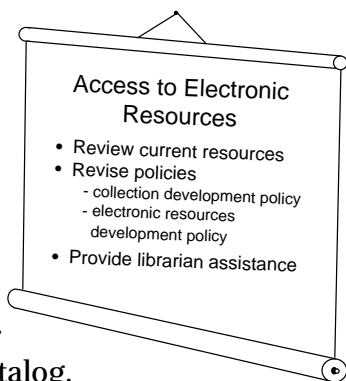 Access to Electronic
Resources
• Review current resources
• Revise policies
- collection development policy
- electronic resources
development policy
• Provide librarian assistance
talog.